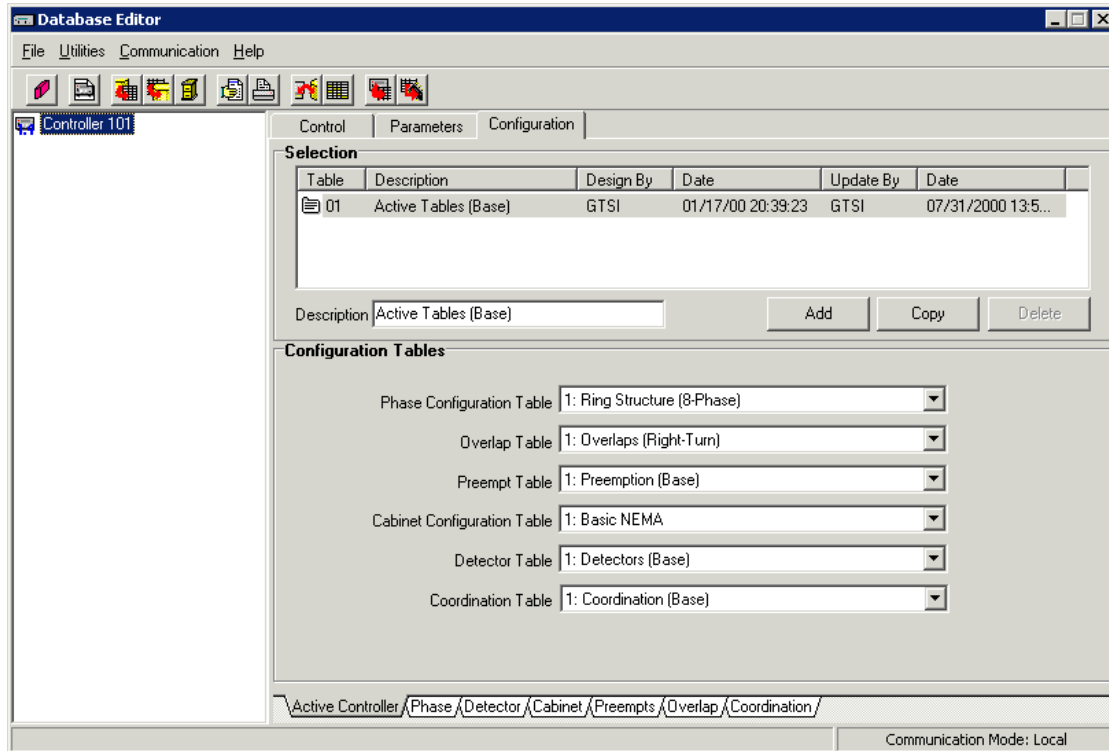 Database Editor
File Utilities Communication Help
Controller 101
Control Parameters Configuration
Selection
Table Description Design By Date Update By Date
01 Active Tables (Base) GTSI 01/17/00 20:39:23 GTSI 07/31/2000 13:5...
Description Active Tables (Base) Add Copy Delete
Configuration Tables
Phase Configuration Table 1: Ring Structure (8-Phase)
Overlap Table 1: Overlaps (Right-Turn)
Preempt Table 1: Preemption (Base)
Cabinet Configuration Table 1: Basic NEMA
Detector Table 1: Detectors (Base)
Coordination Table 1: Coordination (Base)
Active Controller Phase Detector Cabinet Preempts Overlap Coordination
Communication Mode: Local